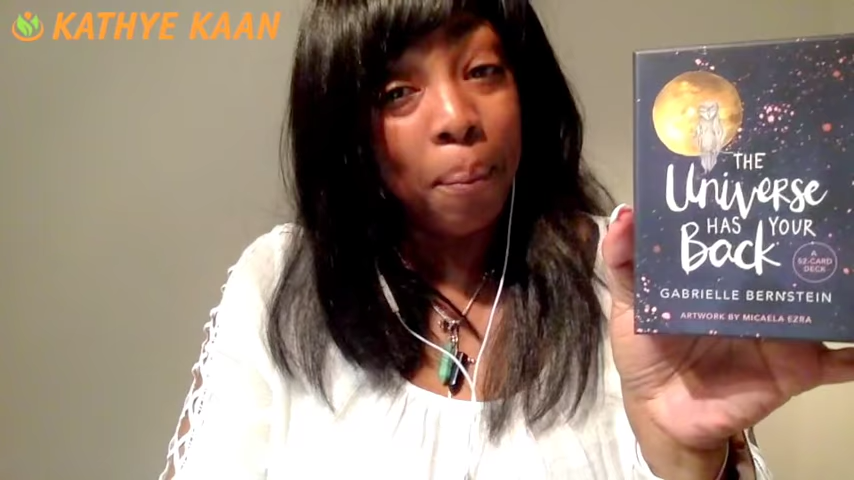 KATHYE KAAN
THE
Universe
HAS YOUR
Back
A
52-CARD
DECK
GABRIELLE BERNSTEIN
ARTWORK BY MICAELA EZRA